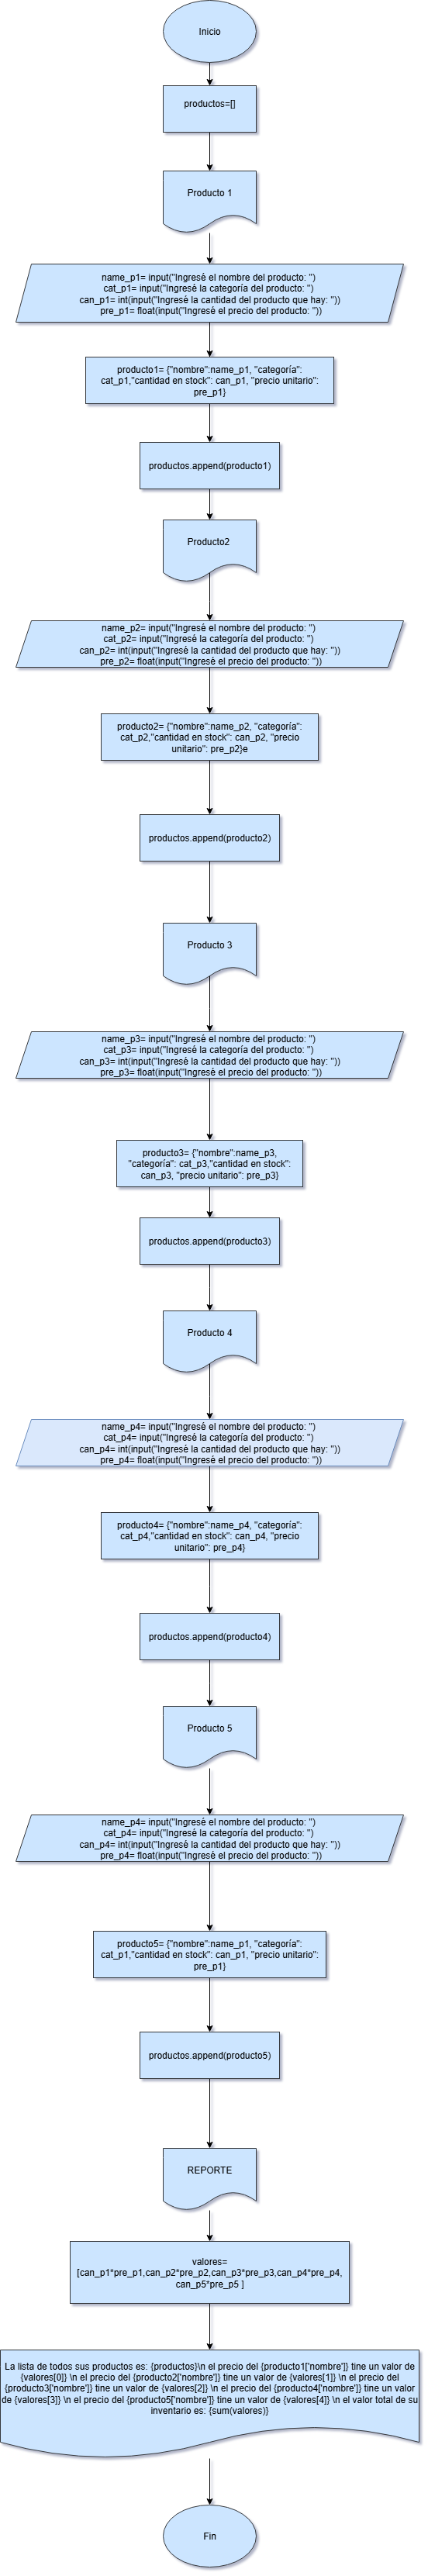 Inicio
productos=[]
Producto 1
name_p1= input("Ingresé el nombre del producto: ")
cat_p1= input("Ingresé la categoría del producto: ")
can_p1= int(input("Ingresé la cantidad del producto que hay: "))
pre_p1= float(input("Ingresé el precio del producto: "))
producto1= {"nombre":name_p1, "categoría":
cat_p1,"cantidad en stock": can_p1, "precio unitario":
pre_p1}
productos.append(producto1)
Producto2
name_p2= input("Ingresé el nombre del producto: ")
cat_p2= input("Ingresé la categoría del producto: ")
can_p2= int(input("Ingresé la cantidad del producto que hay: "))
pre_p2= float(input("Ingresé el precio del producto: "))
producto2= {"nombre":name_p2, "categoría":
cat_p2,"cantidad en stock": can_p2, "precio
unitario": pre_p2}e
productos.append(producto2)
Producto 3
name_p3= input("Ingresé el nombre del producto: ")
cat_p3= input("Ingresé la categoría del producto: ")
can_p3= int(input("Ingresé la cantidad del producto que hay: "))
pre_p3= float(input("Ingresé el precio del producto: "))
producto3= {"nombre":name_p3,
"categoría": cat_p3,"cantidad en stock":
can_p3, "precio unitario": pre_p3}
productos.append(producto3)
Producto 4
name_p4= input("Ingresé el nombre del producto: ")
cat_p4= input("Ingresé la categoría del producto: ")
can_p4= int(input("Ingresé la cantidad del producto que hay: "))
pre_p4= float(input("Ingresé el precio del producto: "))
producto4= {"nombre":name_p4, "categoría":
cat_p4,"cantidad en stock": can_p4, "precio
unitario": pre_p4}
productos.append(producto4)
Producto 5
name_p4= input("Ingresé el nombre del producto: ")
cat_p4= input("Ingresé la categoría del producto: ")
can_p4= int(input("Ingresé la cantidad del producto que hay: "))
pre_p4= float(input("Ingresé el precio del producto: "))
producto5= {"nombre":name_p1, "categoría":
cat_p1,"cantidad en stock": can_p1, "precio unitario":
pre_p1}
productos.append(producto5)
REPORTE
valores=
[can_p1*pre_p1,can_p2*pre_p2,can_p3*pre_p3,can_p4*pre_p4,
can_p5*pre_p5 ]
La lista de todos sus productos es: {productos}\n el precio del {producto1['nombre']} tine un valor de
{valores[0]} \n el precio del {producto2['nombre']} tine un valor de {valores[1]} \n el precio del
{producto3['nombre']} tine un valor de {valores[2]} \n el precio del {producto4['nombre']} tine un valor
de {valores[3]} \n el precio del {producto5['nombre']} tine un valor de {valores[4]} \n el valor total de su
inventario es: {sum(valores)}
Fin